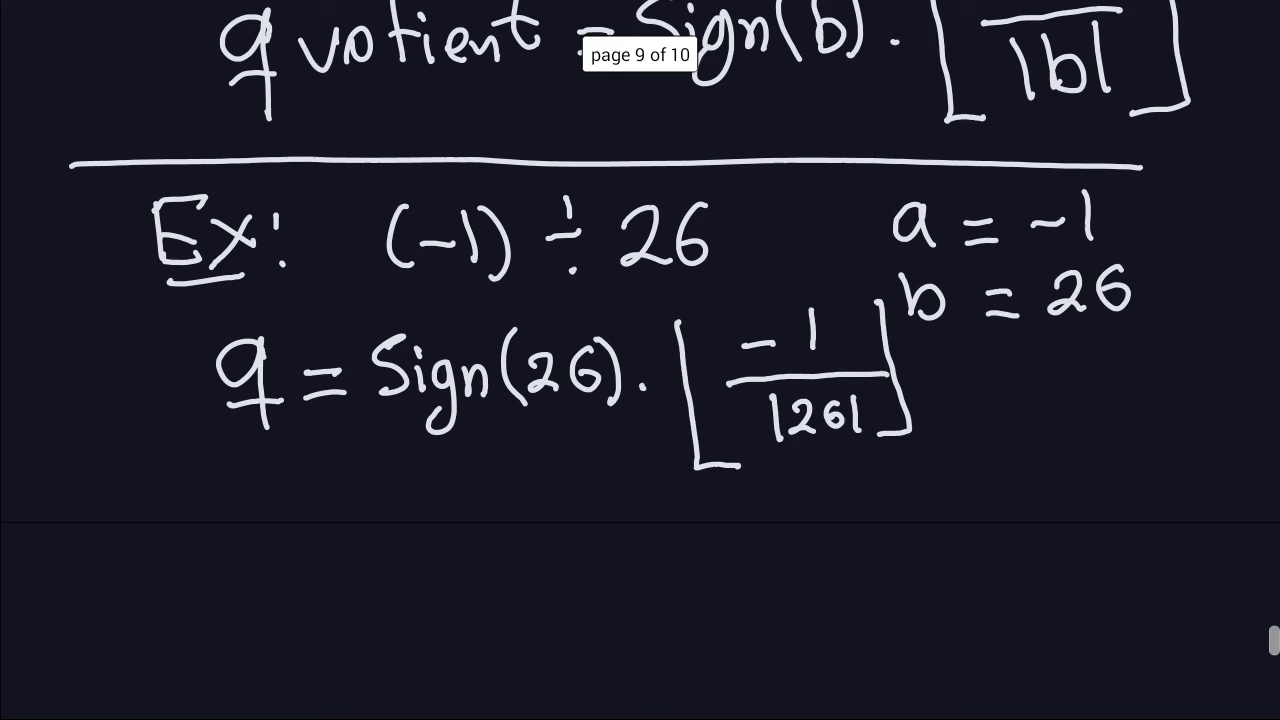 quotient = Sign(b) · ⌊ / |b| ⌋
page 9 of 10
Ex: (-1) ÷ 26
a = -1
b = 26
q = Sign(26) · ⌊ -1 / |26| ⌋